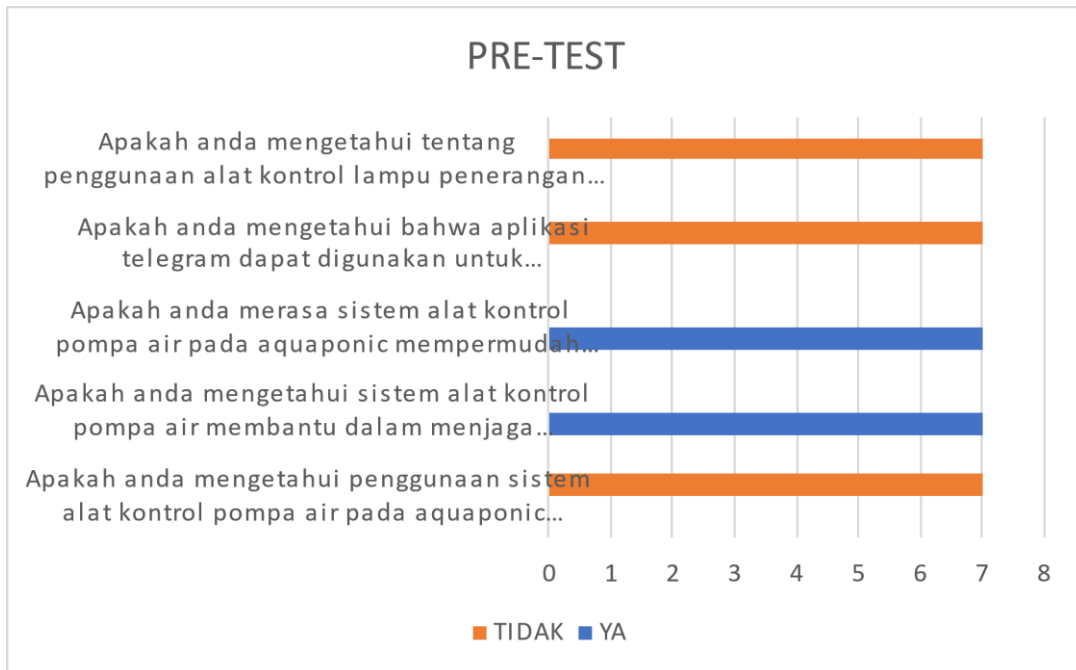 PRE-TEST
Apakah anda mengetahui tentang
penggunaan alat kontrol lampu penerangan...
Apakah anda mengetahui bahwa aplikasi
telegram dapat digunakan untuk...
Apakah anda merasa sistem alat kontrol
pompa air pada aquaponic mempermudah...
Apakah anda mengetahui sistem alat kontrol
pompa air membantu dalam menjaga...
Apakah anda mengetahui penggunaan sistem
alat kontrol pompa air pada aquaponic...
0 1 2 3 4 5 6 7 8
TIDAK YA